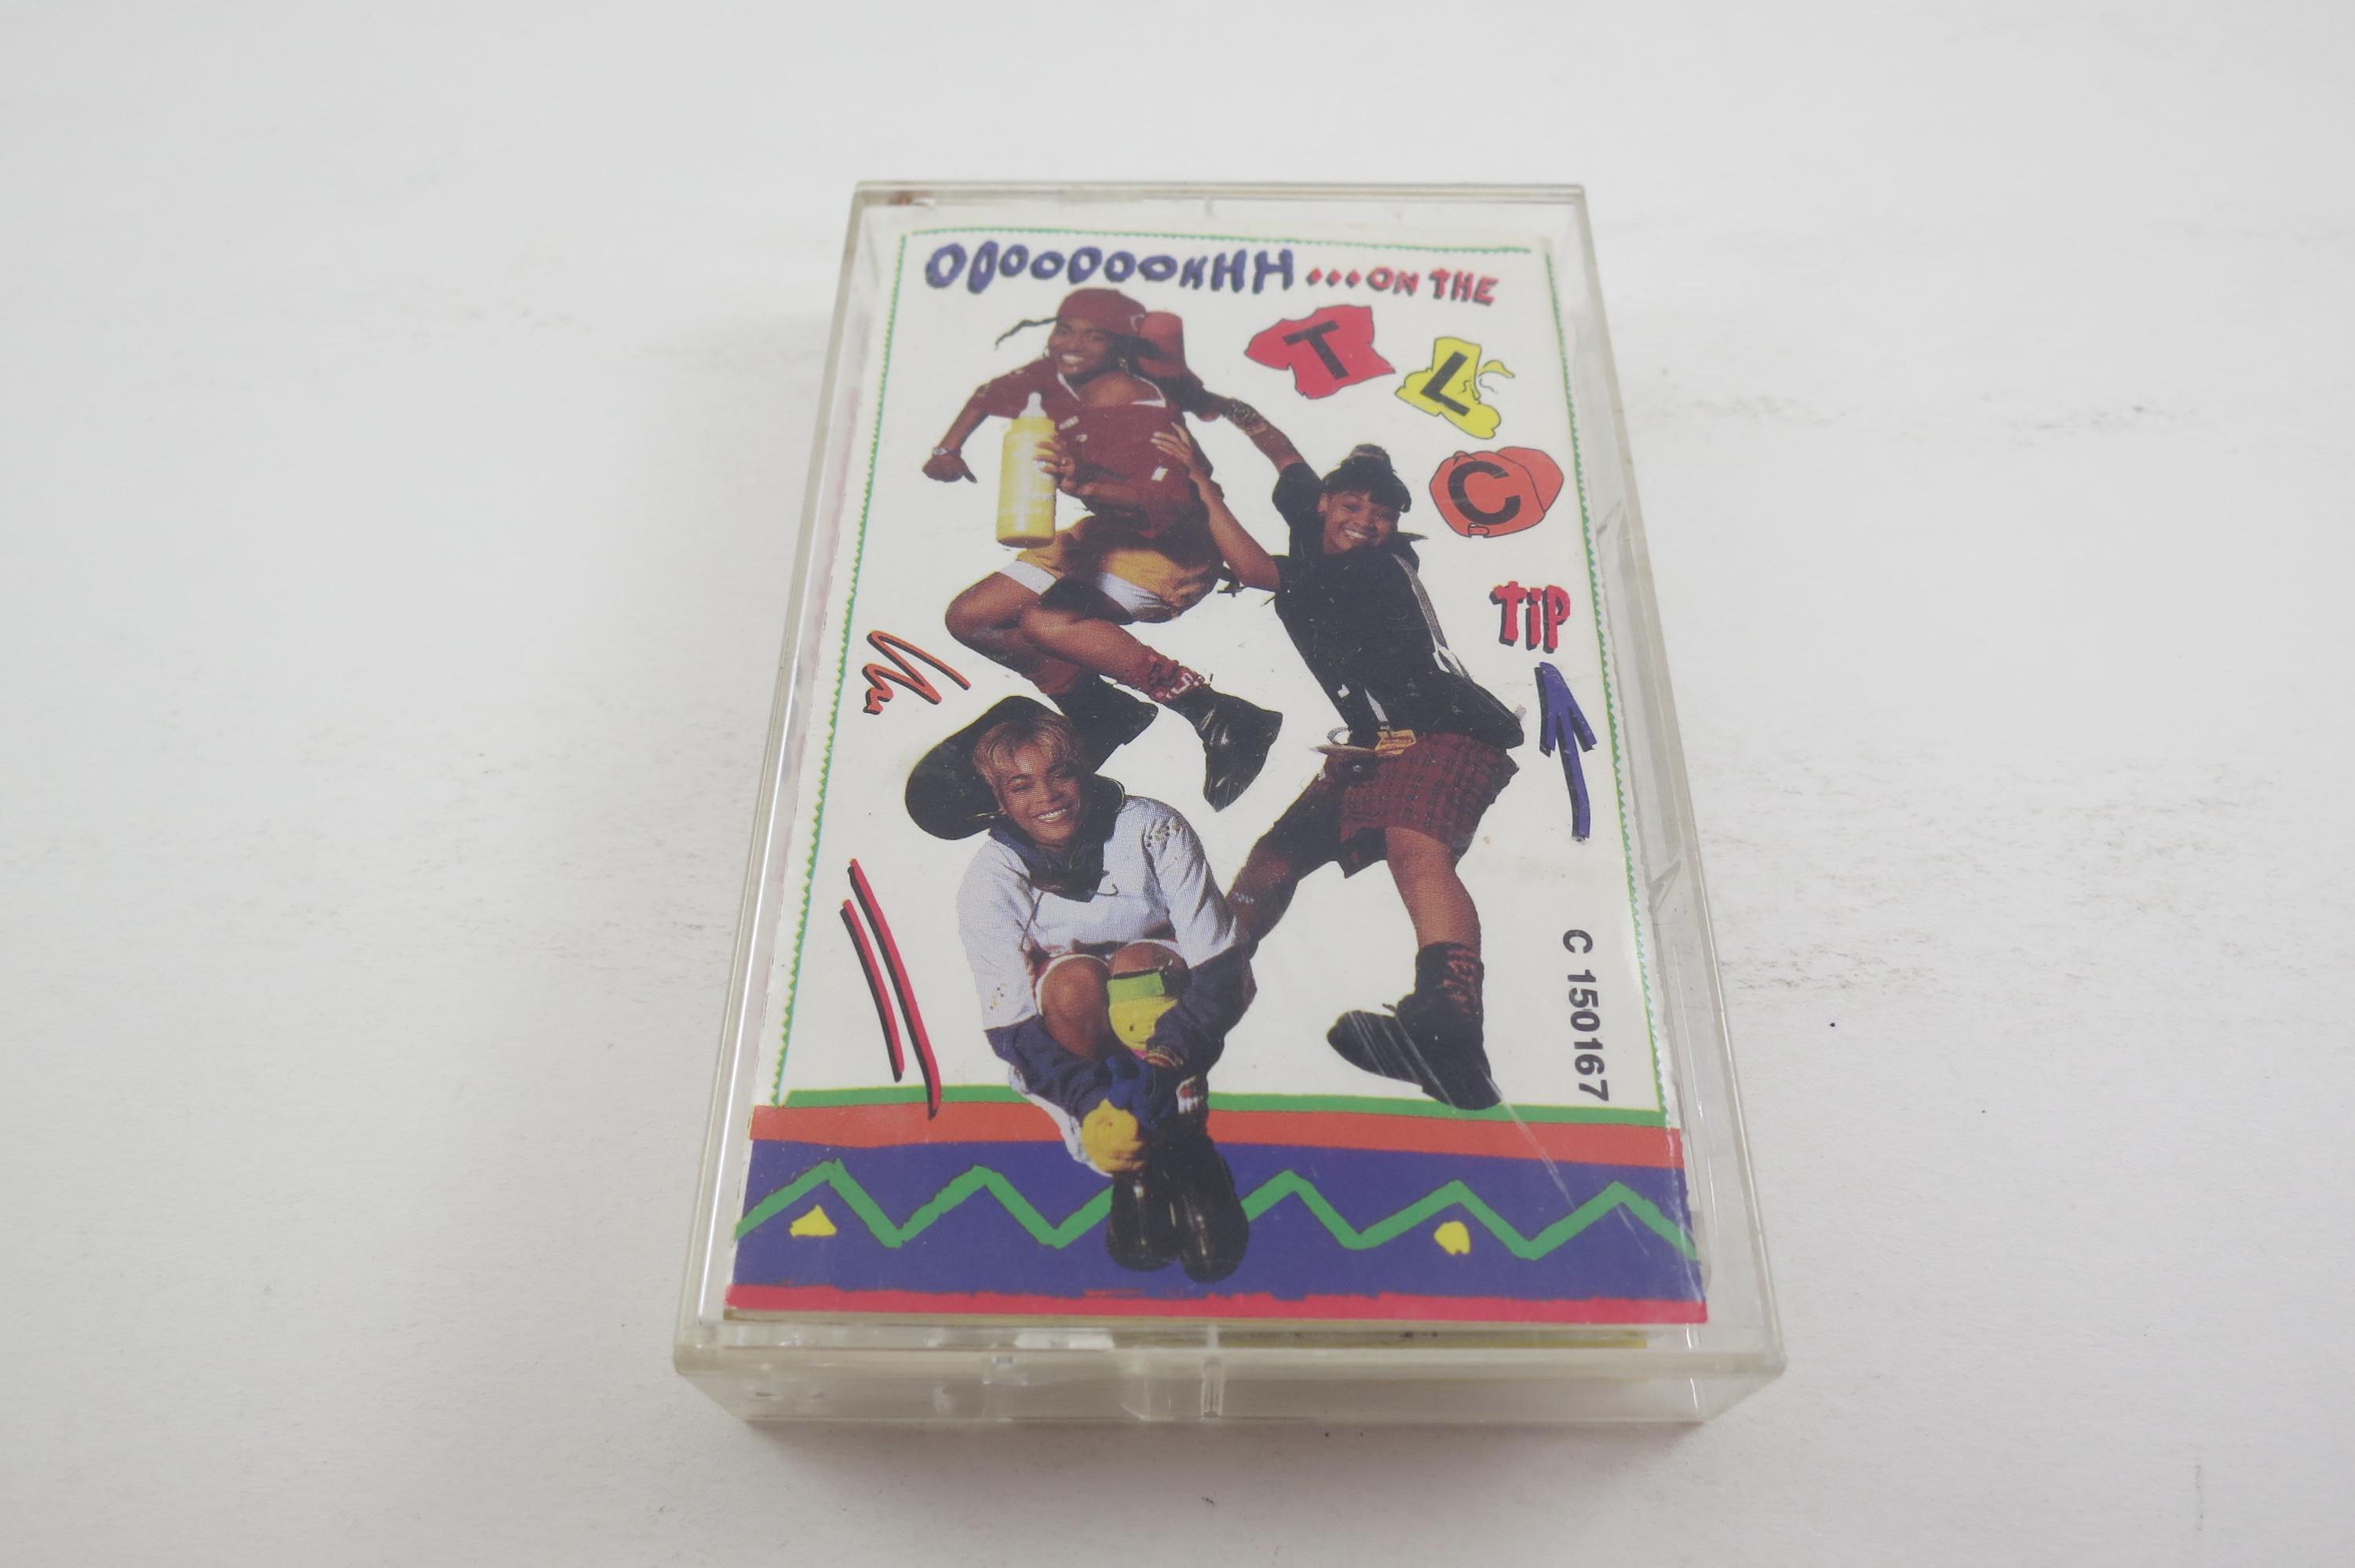 OOOOOOOHHH...ON THE
T
L
C
TIP
C 150167